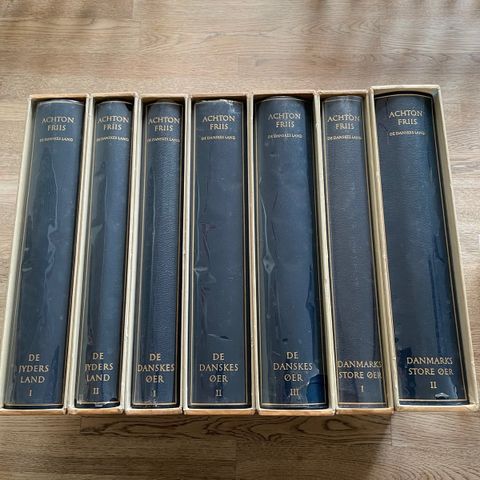 ACHTON
FRIIS
DE DANSKES LAND
DE
JYDERS
LAND
I
ACHTON
FRIIS
DE DANSKES LAND
DE
JYDERS
LAND
II
ACHTON
FRIIS
DE DANSKES LAND
DE
DANSKES
ØER
I
ACHTON
FRIIS
DE DANSKES LAND
DE
DANSKES
ØER
II
ACHTON
FRIIS
DE DANSKES LAND
DE
DANSKES
ØER
III
ACHTON
FRIIS
DE DANSKES LAND
DANMARKS
STORE ØER
I
ACHTON
FRIIS
DE DANSKES LAND
DANMARKS
STORE ØER
II